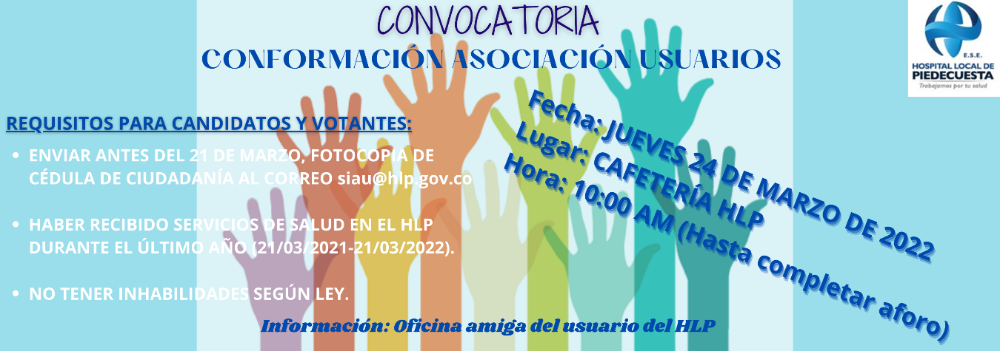 CONVOCATORIA
CONFORMACIÓN ASOCIACIÓN USUARIOS
E.S.E.
HOSPITAL LOCAL DE
PIEDECUESTA
Trabajamos por tu salud
REQUISITOS PARA CANDIDATOS Y VOTANTES:
• ENVIAR ANTES DEL 21 DE MARZO, FOTOCOPIA DE
CÉDULA DE CIUDADANÍA AL CORREO siau@hlp.gov.co
• HABER RECIBIDO SERVICIOS DE SALUD EN EL HLP
DURANTE EL ÚLTIMO AÑO (21/03/2021-21/03/2022).
• NO TENER INHABILIDADES SEGÚN LEY.
Fecha: JUEVES 24 DE MARZO DE 2022
Lugar: CAFETERÍA HLP
Hora: 10:00 AM (Hasta completar aforo)
Información: Oficina amiga del usuario del HLP